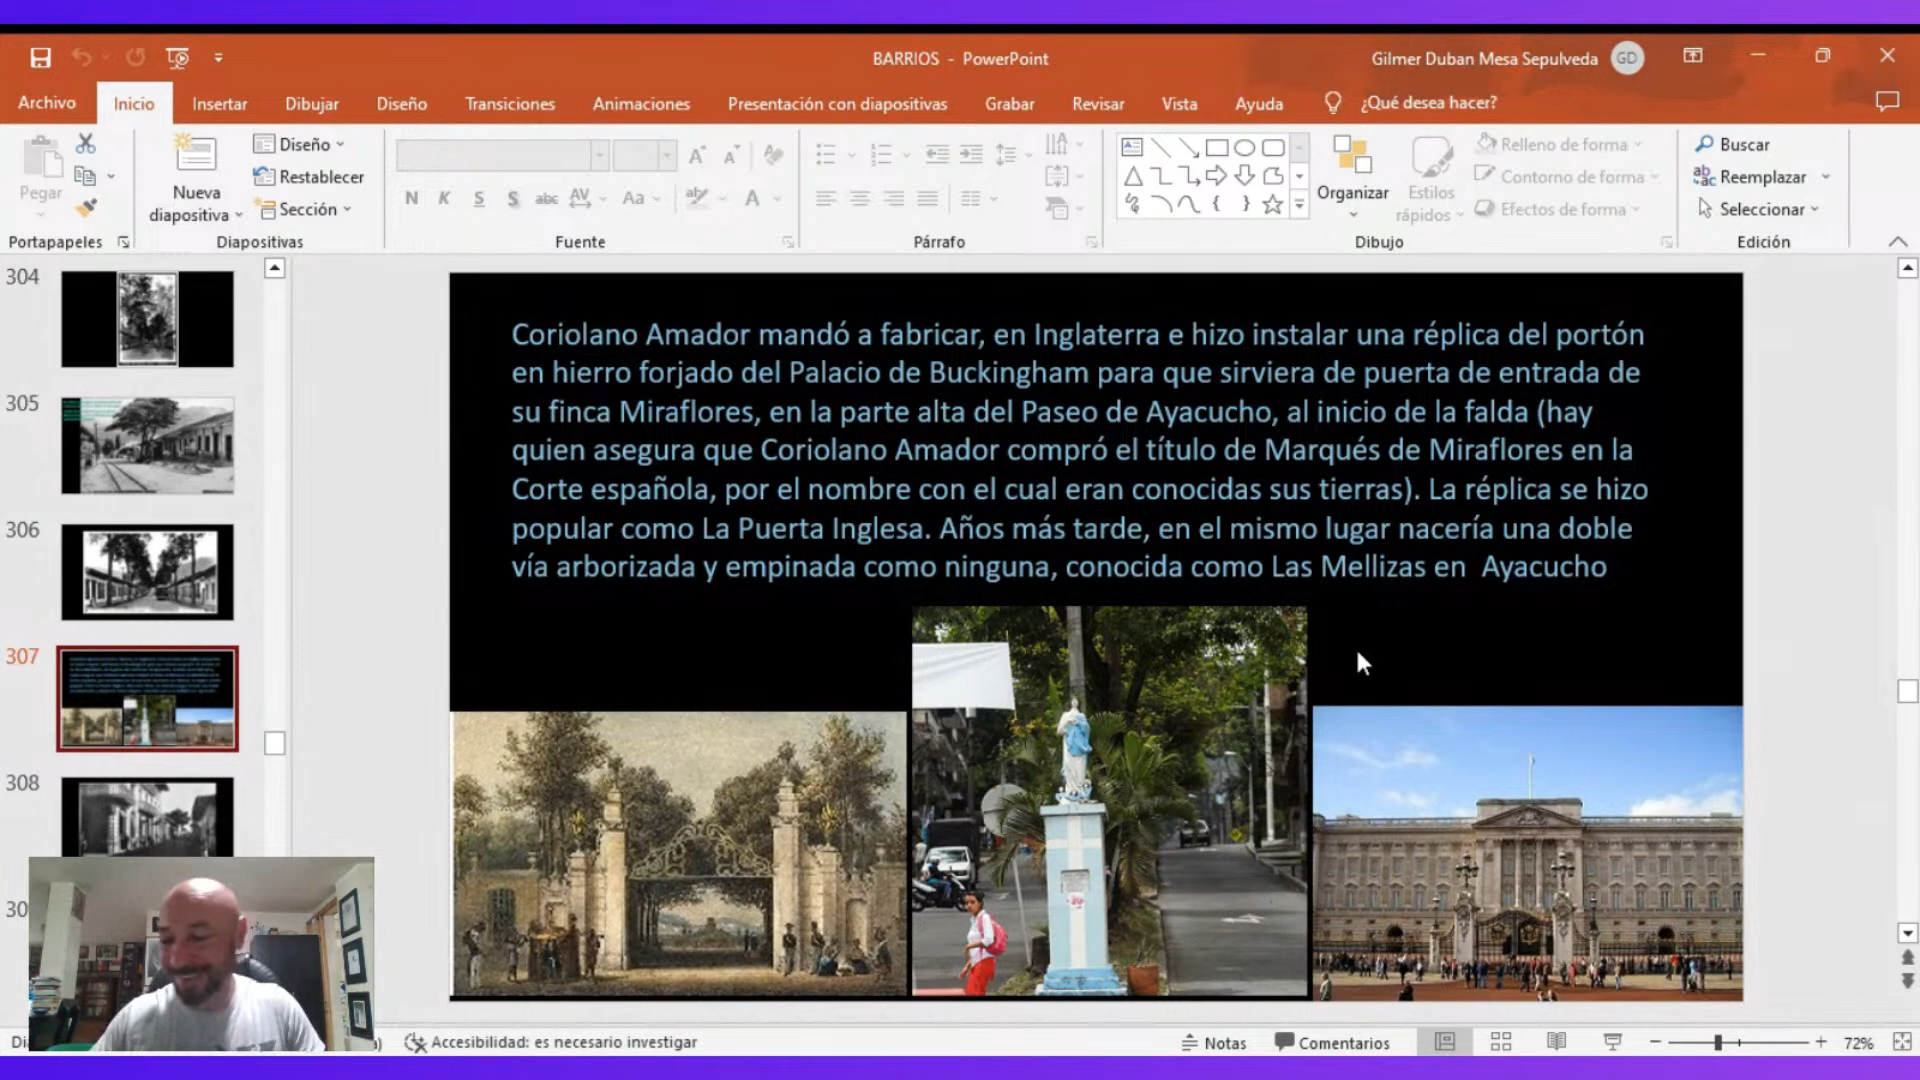 BARRIOS - PowerPoint
Gilmer Duban Mesa Sepulveda
GD
Archivo
Inicio
Insertar
Dibujar
Diseño
Transiciones
Animaciones
Presentación con diapositivas
Grabar
Revisar
Vista
Ayuda
¿Qué desea hacer?
Pegar
Nueva
diapositiva
Diseño
Restablecer
Sección
N K S S abc AV Aa A
Organizar
Estilos
rápidos
Relleno de forma
Contorno de forma
Efectos de forma
Buscar
Reemplazar
Seleccionar
Portapapeles
Diapositivas
Fuente
Párrafo
Dibujo
Edición
304
305
306
307
308
30
Coriolano Amador mandó a fabricar, en Inglaterra e hizo instalar una réplica del portón
en hierro forjado del Palacio de Buckingham para que sirviera de puerta de entrada de
su finca Miraflores, en la parte alta del Paseo de Ayacucho, al inicio de la falda (hay
quien asegura que Coriolano Amador compró el título de Marqués de Miraflores en la
Corte española, por el nombre con el cual eran conocidas sus tierras). La réplica se hizo
popular como La Puerta Inglesa. Años más tarde, en el mismo lugar nacería una doble
vía arborizada y empinada como ninguna, conocida como Las Mellizas en Ayacucho
Accesibilidad: es necesario investigar
Notas
Comentarios
72%